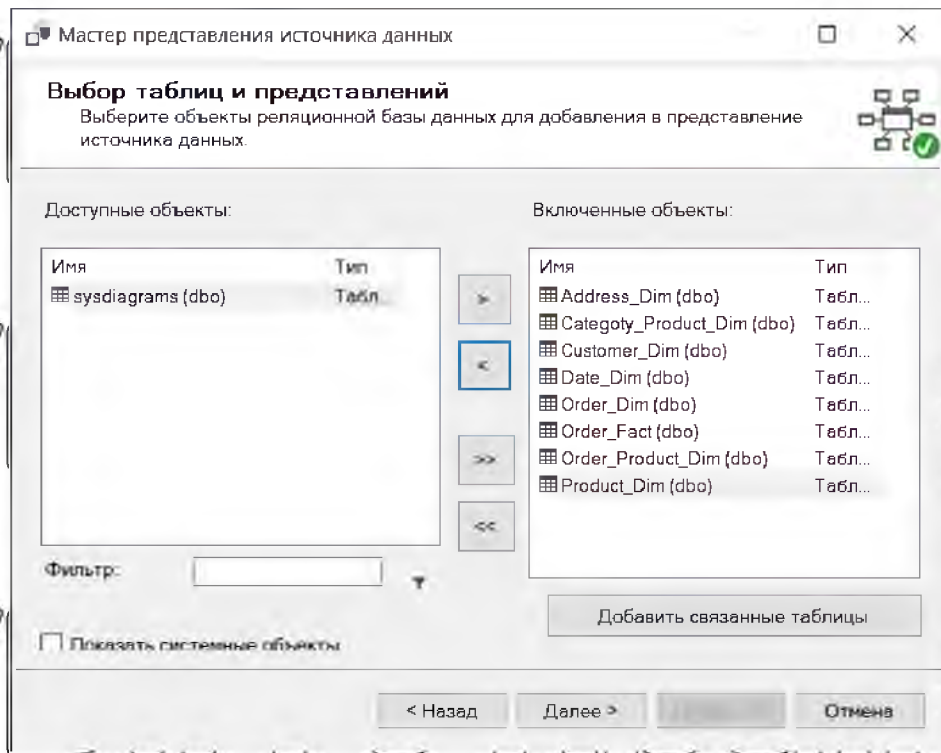 Мастер представления источника данных
Выбор таблиц и представлений
Выберите объекты реляционной базы данных для добавления в представление
источника данных.
Доступные объекты:
Имя Тип
sysdiagrams (dbo) Табл...
>
<
>>
<<
Фильтр:
Показать системные объекты
Включенные объекты:
Имя Тип
Address_Dim (dbo) Табл...
Categoty_Product_Dim (dbo) Табл...
Customer_Dim (dbo) Табл...
Date_Dim (dbo) Табл...
Order_Dim (dbo) Табл...
Order_Fact (dbo) Табл...
Order_Product_Dim (dbo) Табл...
Product_Dim (dbo) Табл...
Добавить связанные таблицы
< Назад
Далее >
Отмена